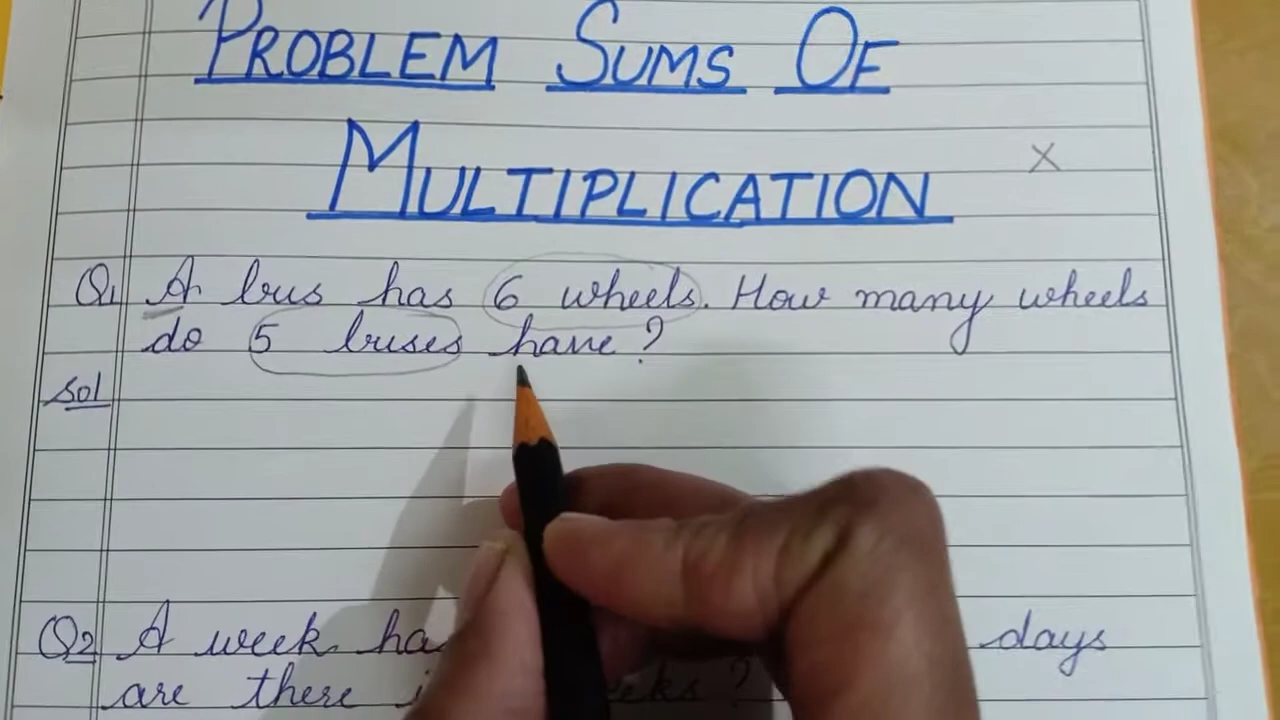 PROBLEM SUMS OF
MULTIPLICATION
×
Q1 A bus has 6 wheels. How many wheels
do 5 buses have?
Sol
Q2 A week days
are there ?